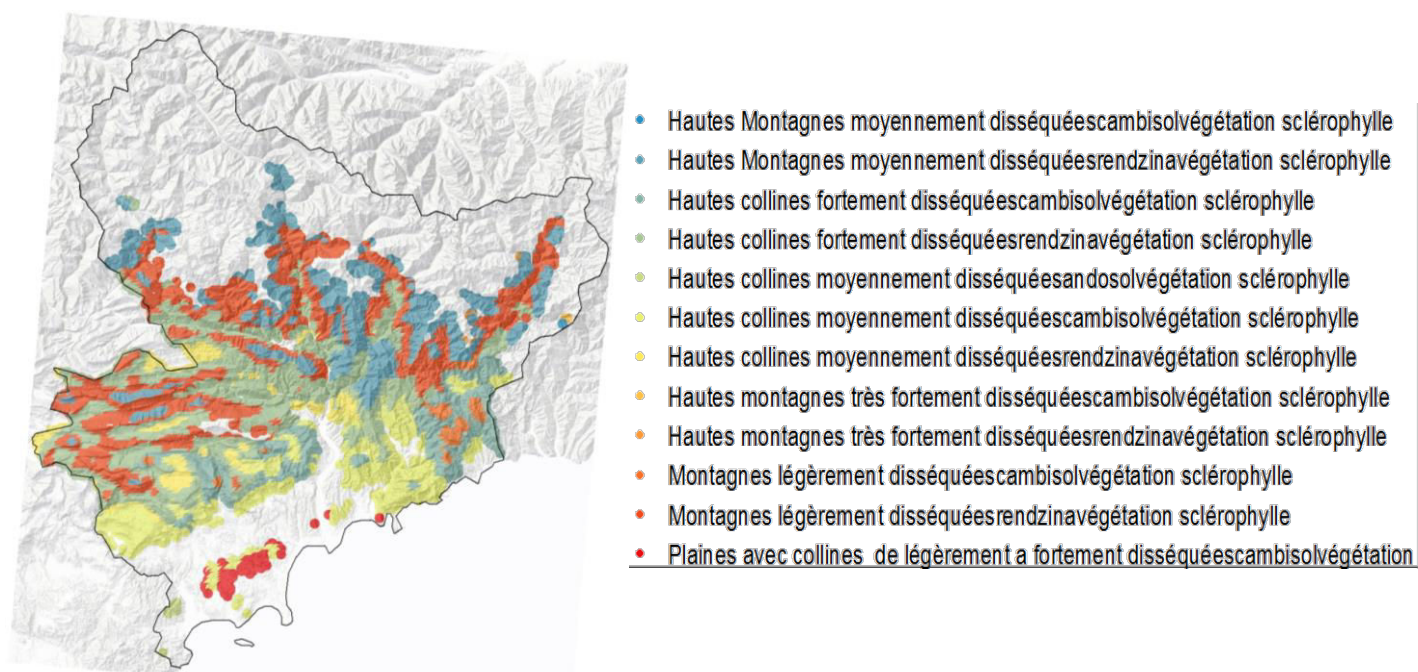 Hautes Montagnes moyennement disséquéescambisolvégétation sclérophylle
Hautes Montagnes moyennement disséquéesrendzinavégétation sclérophylle
Hautes collines fortement disséquéescambisolvégétation sclérophylle
Hautes collines fortement disséquéesrendzinavégétation sclérophylle
Hautes collines moyennement disséquéesandosolvégétation sclérophylle
Hautes collines moyennement disséquéescambisolvégétation sclérophylle
Hautes collines moyennement disséquéesrendzinavégétation sclérophylle
Hautes montagnes très fortement disséquéescambisolvégétation sclérophylle
Hautes montagnes très fortement disséquéesrendzinavégétation sclérophylle
Montagnes légèrement disséquéescambisolvégétation sclérophylle
Montagnes légèrement disséquéesrendzinavégétation sclérophylle
Plaines avec collines de légèrement a fortement disséquéescambisolvégétation